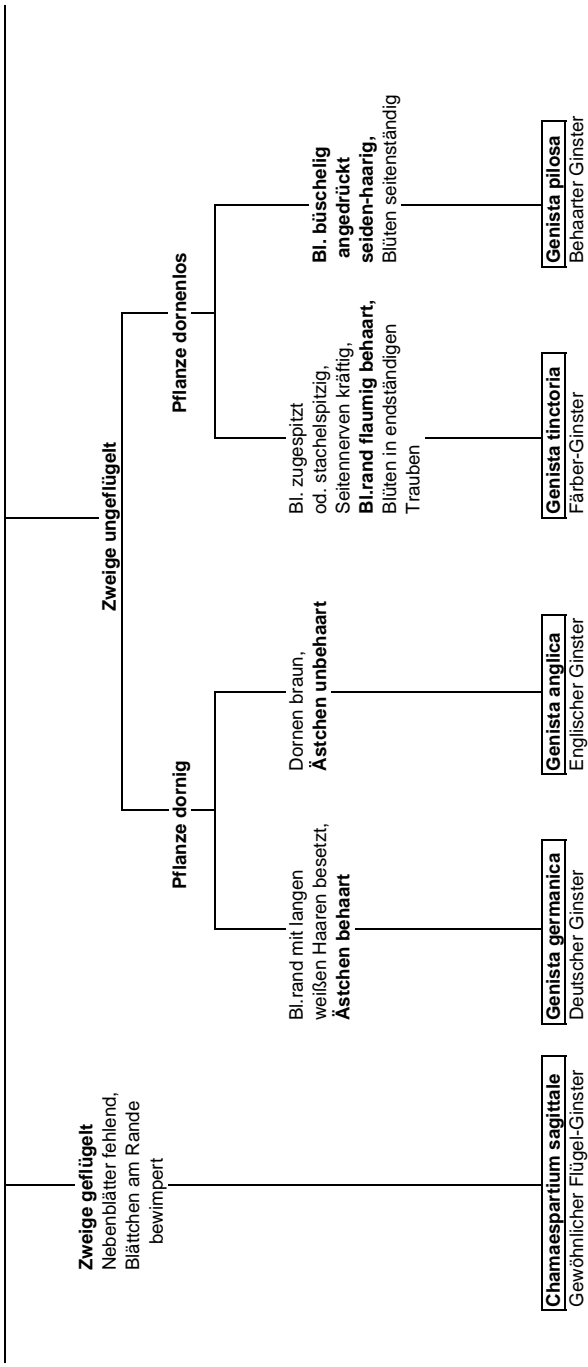 Zweige geflügelt
Nebenblätter fehlend,
Blättchen am Rande
bewimpert
Zweige ungeflügelt
Pflanze dornig
Pflanze dornenlos
Bl.rand mit langen
weißen Haaren besetzt,
Ästchen behaart
Dornen braun,
Ästchen unbehaart
Bl. zugespitzt
od. stachelspitzig,
Seitennerven kräftig,
Bl.rand flaumig behaart,
Blüten in endständigen
Trauben
Bl. büschelig
angedrückt
seiden-haarig,
Blüten seitenständig
Chamaespartium sagittale
Gewöhnlicher Flügel-Ginster
Genista germanica
Deutscher Ginster
Genista anglica
Englischer Ginster
Genista tinctoria
Färber-Ginster
Genista pilosa
Behaarter Ginster